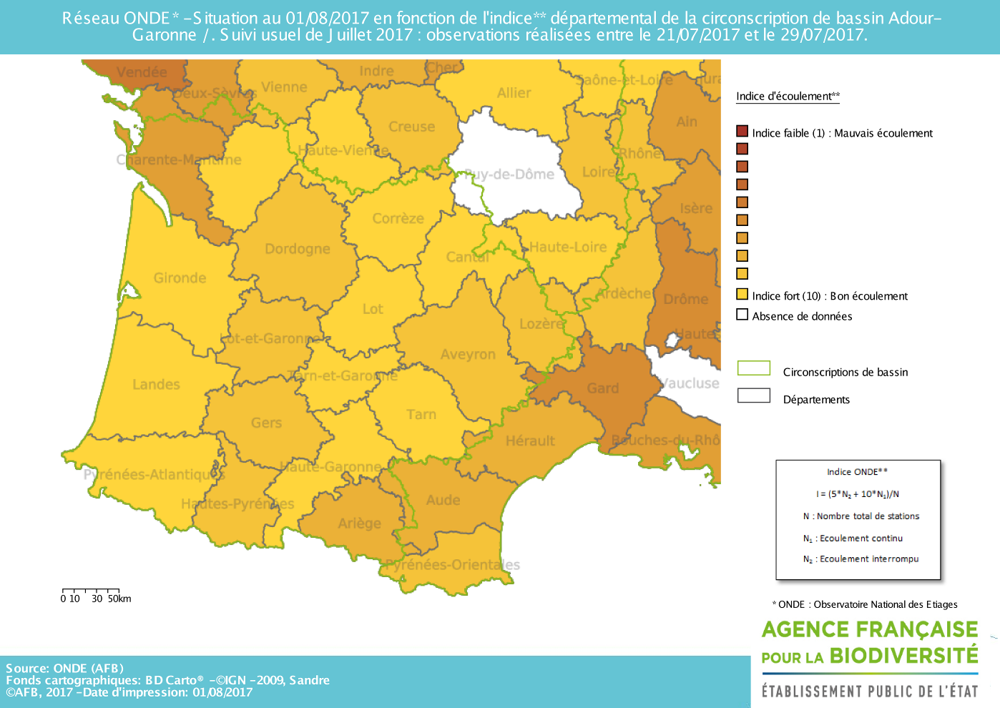 Réseau ONDE* -Situation au 01/08/2017 en fonction de l'indice** départemental de la circonscription de bassin Adour-
Garonne /. Suivi usuel de Juillet 2017 : observations réalisées entre le 21/07/2017 et le 29/07/2017.
Vendée
Deux-Sèvres
Vienne
Indre
Cher
Allier
Saône-et-Loire
Jura
Creuse
Ain
Haute-Vienne
Charente-Maritime
Rhône
Loire
Puy-de-Dôme
Isère
Corrèze
Dordogne
Cantal
Haute-Loire
Gironde
Ardèche
Drôme
Lot
Lozère
Hautes
Lot-et-Garonne
Aveyron
Tarn-et-Garonne
Landes
Gard
Vaucluse
Tarn
Gers
Hérault
Bouches-du-Rhô
Haute-Garonne
Pyrénées-Atlantiques
Hautes-Pyrénées
Aude
Ariège
Pyrénées-Orientales
0 10 30 50km
Indice d'écoulement**
Indice faible (1) : Mauvais écoulement
Indice fort (10) : Bon écoulement
Absence de données
Circonscriptions de bassin
Départements
Indice ONDE**
I = (5*N₂ + 10*N₁)/N
N : Nombre total de stations
N₁ : Ecoulement continu
N₂ : Ecoulement interrompu
* ONDE : Observatoire National des Etiages
AGENCE FRANÇAISE
POUR LA BIODIVERSITÉ
ÉTABLISSEMENT PUBLIC DE L'ÉTAT
Source: ONDE (AFB)
Fonds cartographiques: BD Carto® -©IGN -2009, Sandre
©AFB, 2017 -Date d'impression: 01/08/2017